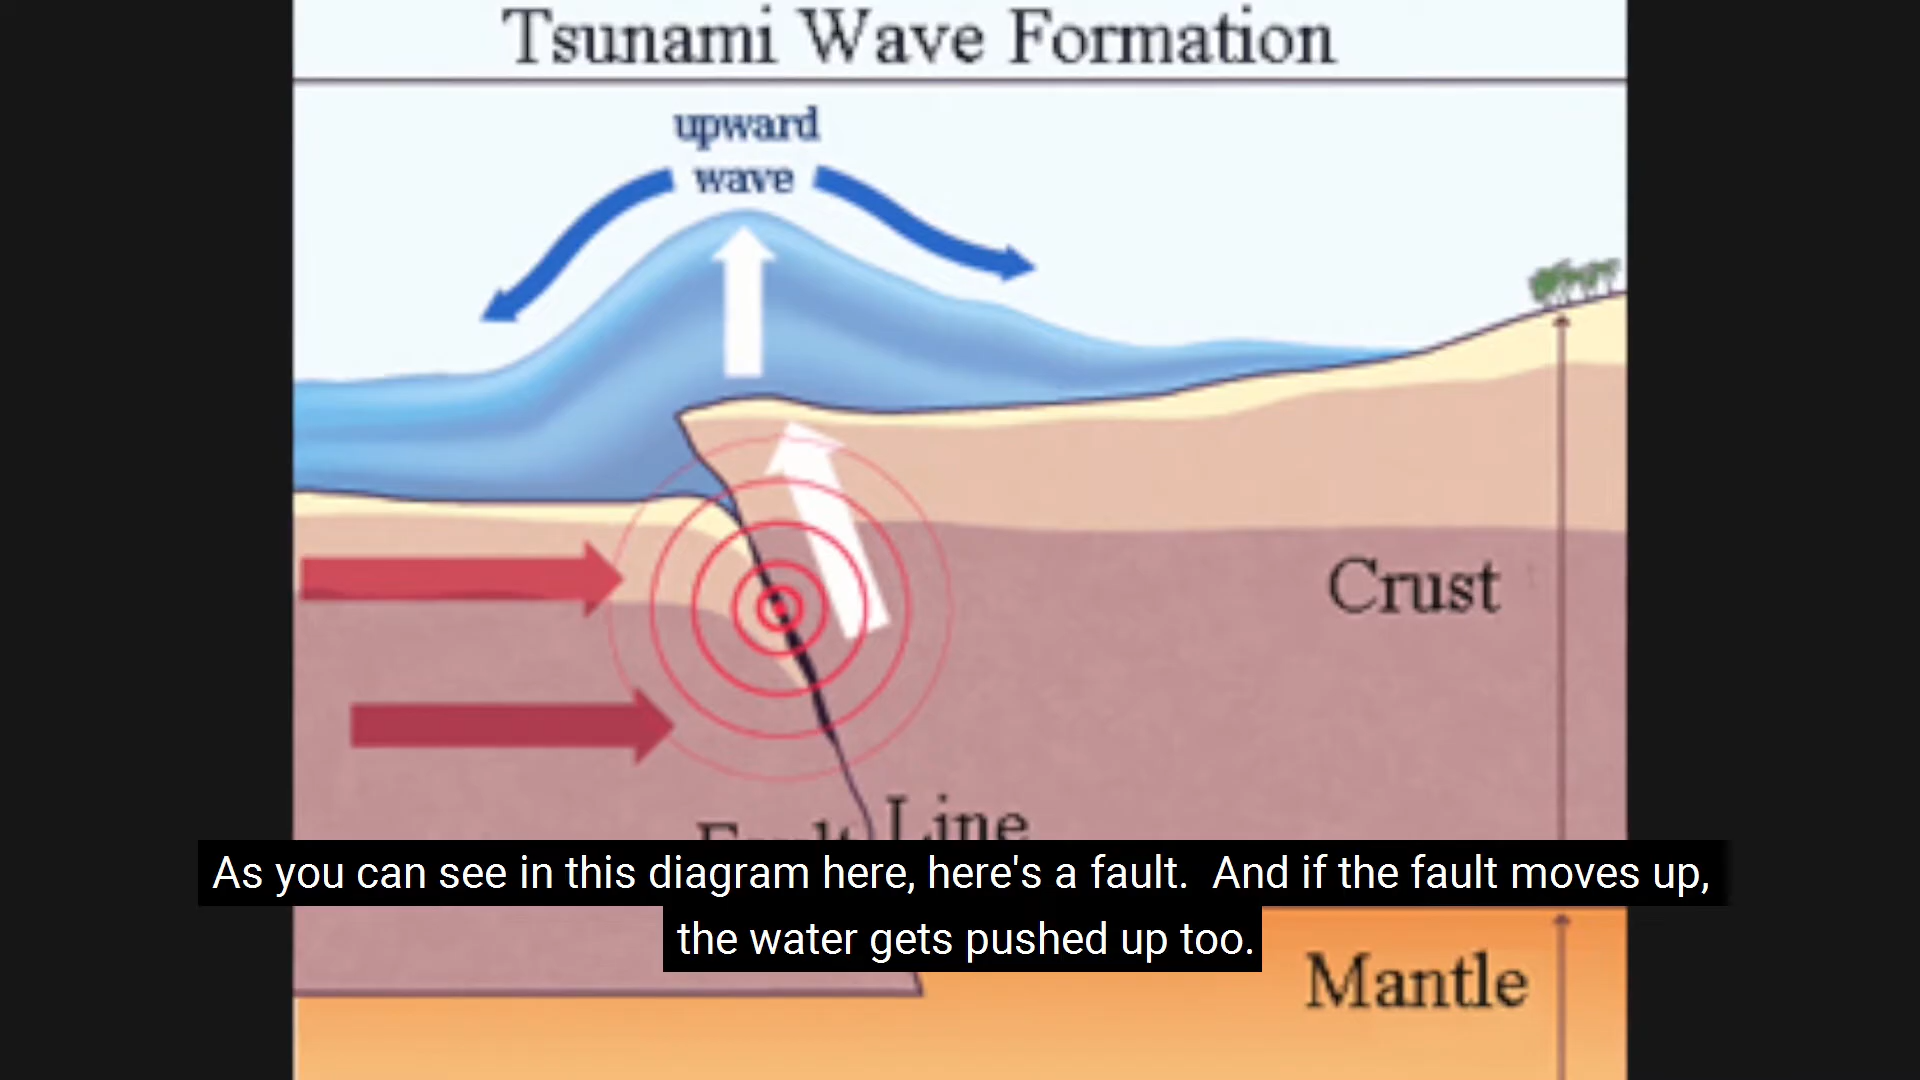 Tsunami Wave Formation
upward
wave
Crust
Fault Line
As you can see in this diagram here, here's a fault.  And if the fault moves up,
the water gets pushed up too.
Mantle